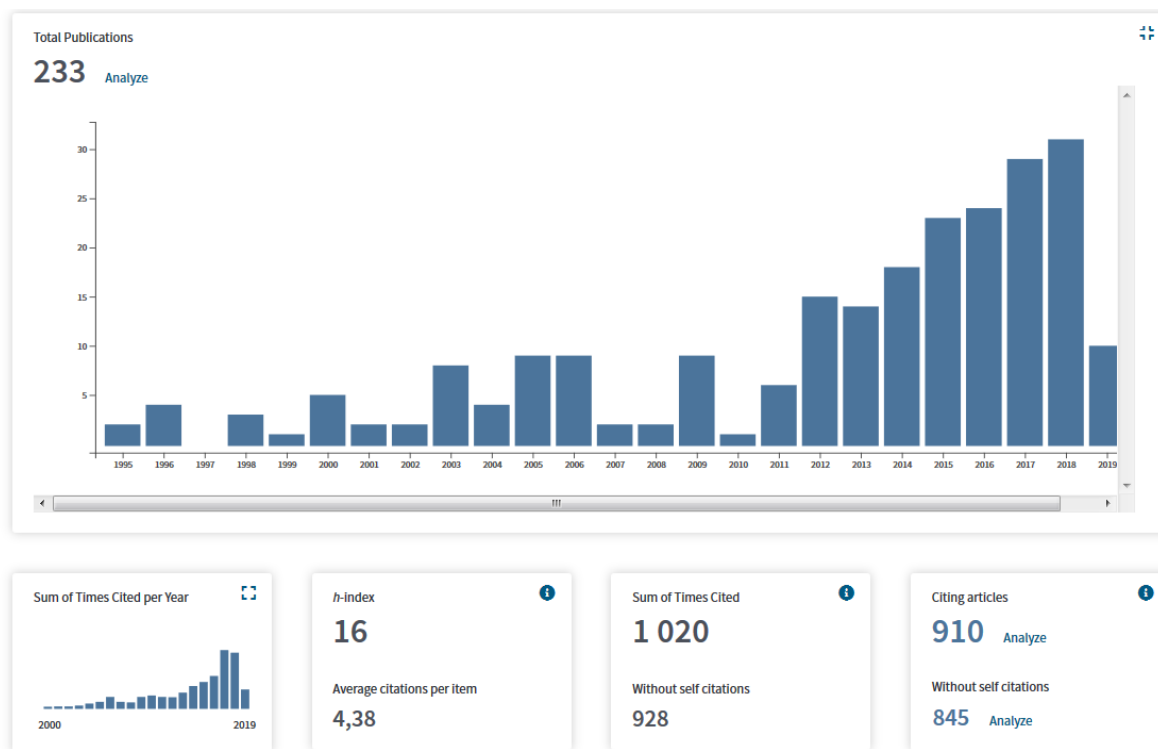 Total Publications
233 Analyze
30
25
20
15
10
5
1995 1996 1997 1998 1999 2000 2001 2002 2003 2004 2005 2006 2007 2008 2009 2010 2011 2012 2013 2014 2015 2016 2017 2018 2019
Sum of Times Cited per Year
2000 2019
h-index
16
Average citations per item
4,38
Sum of Times Cited
1 020
Without self citations
928
Citing articles
910 Analyze
Without self citations
845 Analyze